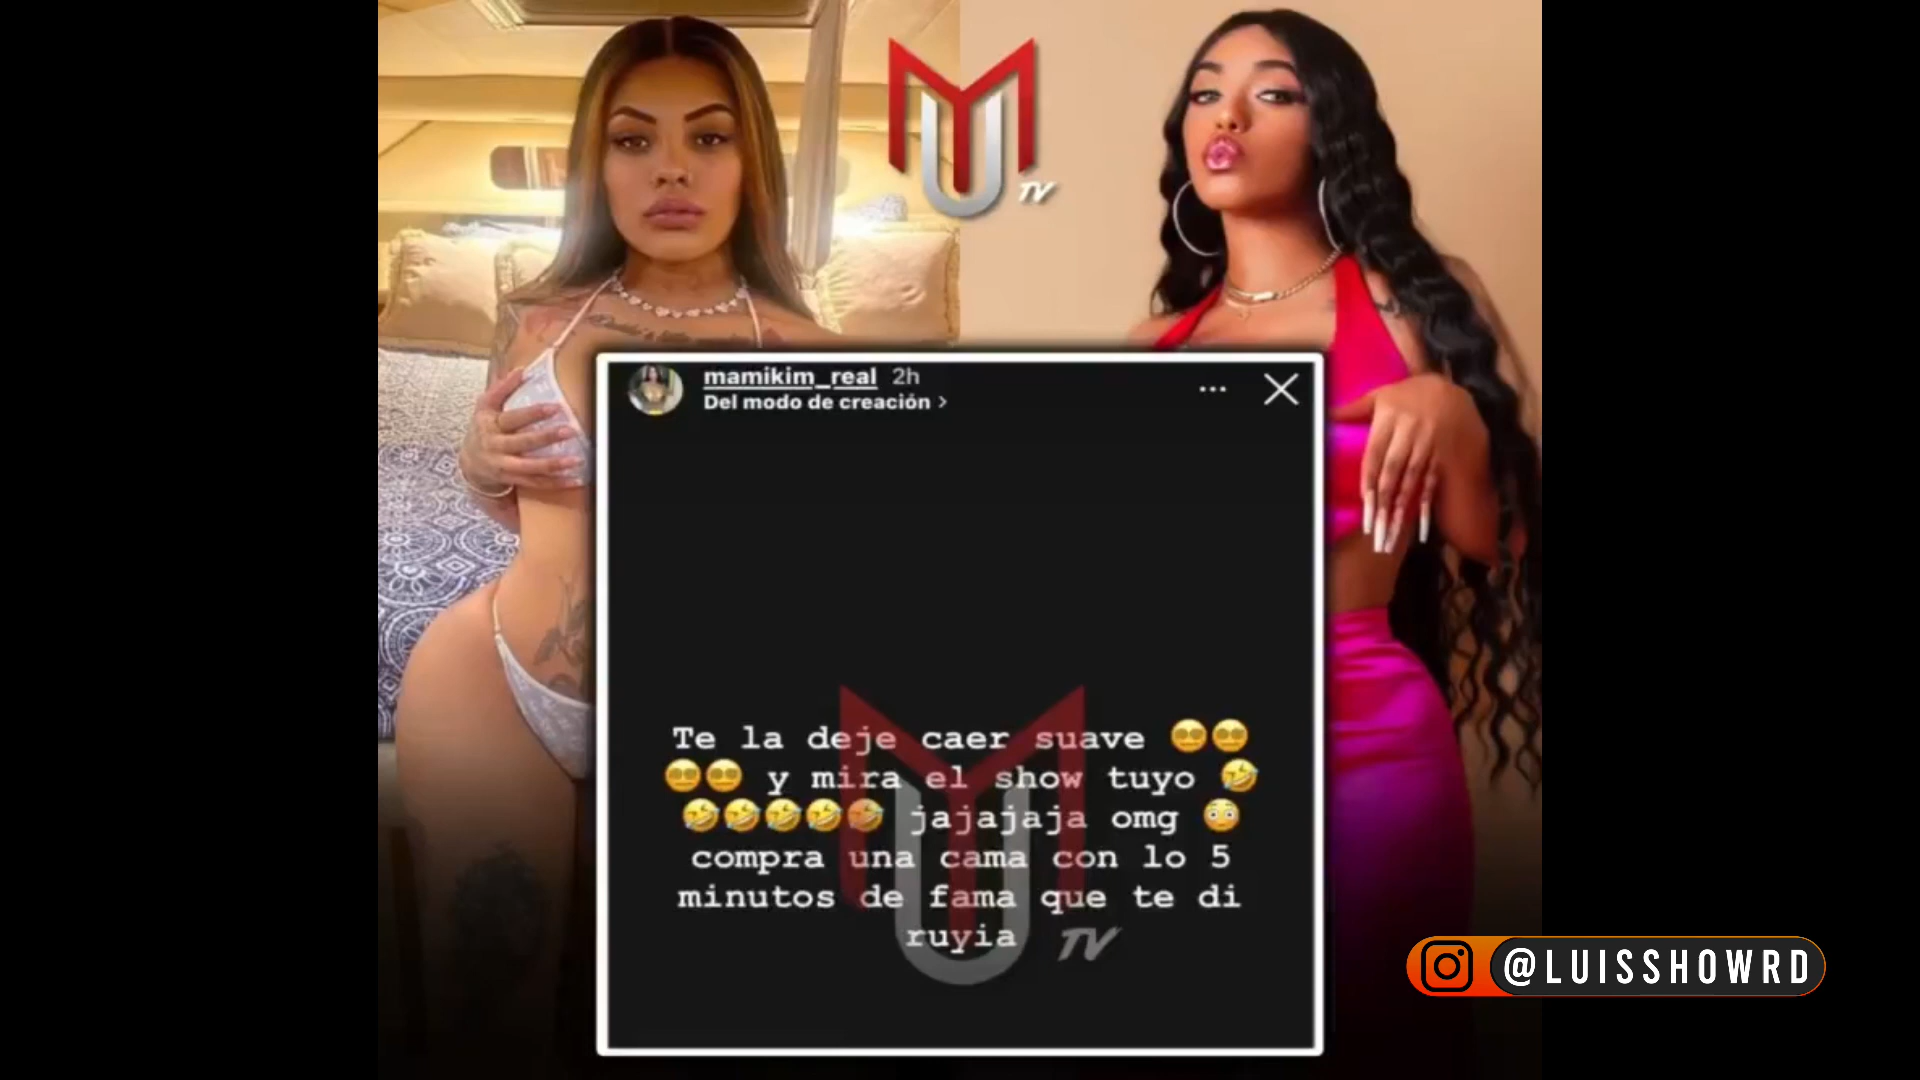 MU TV
mamikim_real 2h
Del modo de creación >
Te la deje caer suave 😵‍💫😵‍💫
😵‍💫😵‍💫 y mira el show tuyo 🤣
🤣🤣🤣🤣🤣 jajajaja omg 😳
compra una cama con lo 5
minutos de fama que te di
ruyia
TV
@LUISSHOWRD